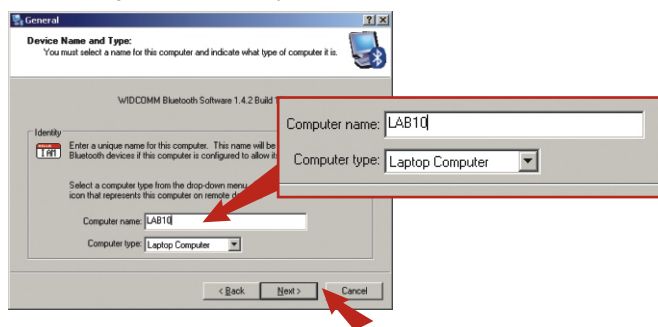 General
Device Name and Type:
You must select a name for this computer and indicate what type of computer it is.
WIDCOMM Bluetooth Software 1.4.2 Build
Identity
Enter a unique name for this computer. This name will be
Bluetooth devices if this computer is configured to allow
Select a computer type from the drop-down menu
icon that represents this computer on remote
Computer name: LAB10
Computer type: Laptop Computer
< Back
Next >
Cancel
Computer name: LAB10
Computer type: Laptop Computer